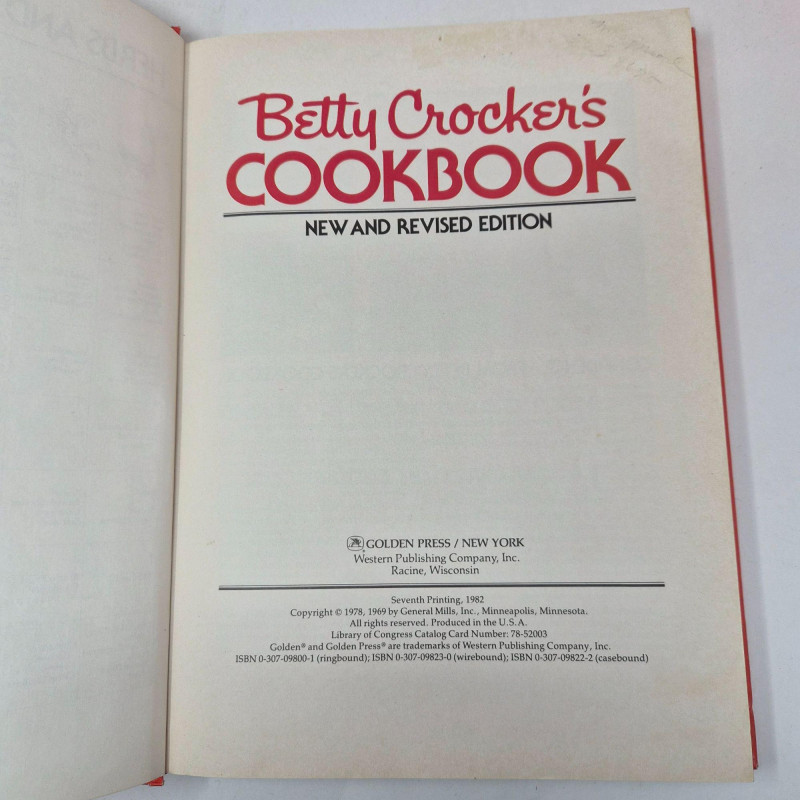 Betty Crocker's
COOKBOOK
NEW AND REVISED EDITION
GOLDEN PRESS / NEW YORK
Western Publishing Company, Inc.
Racine, Wisconsin
Seventh Printing, 1982
Copyright © 1978, 1969 by General Mills, Inc., Minneapolis, Minnesota.
All rights reserved. Produced in the U.S.A.
Library of Congress Catalog Card Number: 78-52003
Golden® and Golden Press® are trademarks of Western Publishing Company, Inc.
ISBN 0-307-09800-1 (ringbound); ISBN 0-307-09823-0 (wirebound); ISBN 0-307-09822-2 (casebound)